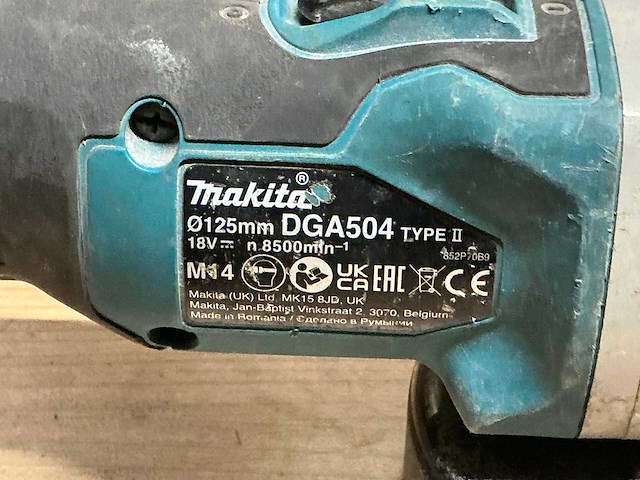 makita®
Ø125mm DGA504 TYPE II
18V⎓ n 8500min-1
852P70B9
M14 UK CA EAC CE
Makita (UK) Ltd. MK15 8JD, UK
Makita, Jan-Baptist Vinkstraat 2, 3070, Belgium
Made in Romania / Сделано в Румынии